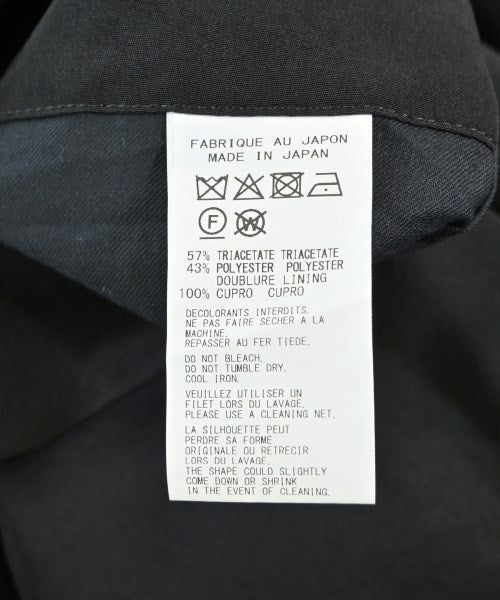 FABRIQUE AU JAPON
MADE IN JAPAN
F W
57% TRIACETATE TRIACETATE
43% POLYESTER POLYESTER
DOUBLURE LINING
100% CUPRO CUPRO
DECOLORANTS INTERDITS.
NE PAS FAIRE SECHER A LA
MACHINE.
REPASSER AU FER TIEDE.
DO NOT BLEACH.
DO NOT TUMBLE DRY.
COOL IRON.
VEUILLEZ UTILISER UN
FILET LORS DU LAVAGE.
PLEASE USE A CLEANING NET.
LA SILHOUETTE PEUT
PERDRE SA FORME
ORIGINALE OU RETRECIR
LORS DU LAVAGE.
THE SHAPE COULD SLIGHTLY
COME DOWN OR SHRINK
IN THE EVENT OF CLEANING.